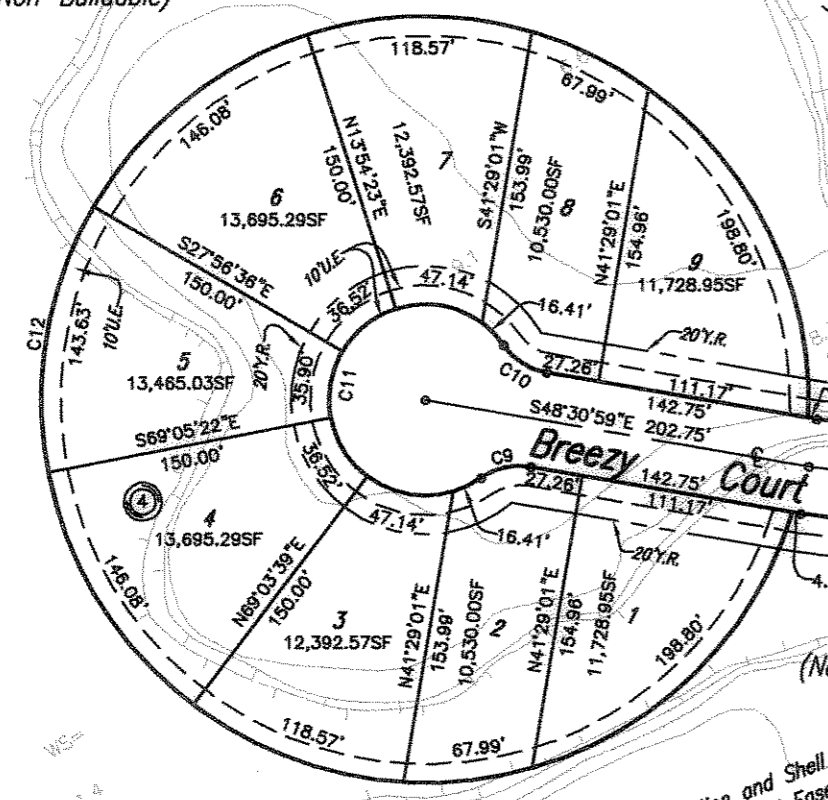 118.57'
67.99'
146.08'
N13°54'23"E
150.00'
12,392.57SF
7
S41°29'01"W
153.99'
10,530.00SF
8
N41°29'01"E
154.96'
198.80'
6
13,695.29SF
9
11,728.95SF
S27°56'36"E
150.00'
10'U.E.
36.52'
47.14'
16.41'
20'Y.R.
C12
143.63'
10'U.E.
5
13,465.03SF
20'Y.R.
35.90'
C11
C10
27.26'
111.17'
142.75'
S48°30'59"E
202.75'
S69°05'22"E
150.00'
Breezy Court
C9
27.26'
142.75'
111.17'
4
36.52'
47.14'
16.41'
20'Y.R.
4
13,695.29SF
146.08'
N69°03'39"E
150.00'
3
12,392.57SF
N41°29'01"E
153.99'
10,530.00SF
2
N41°29'01"E
154.96'
11,728.95SF
1
198.80'
118.57'
67.99'
4.
WS=
and Shell